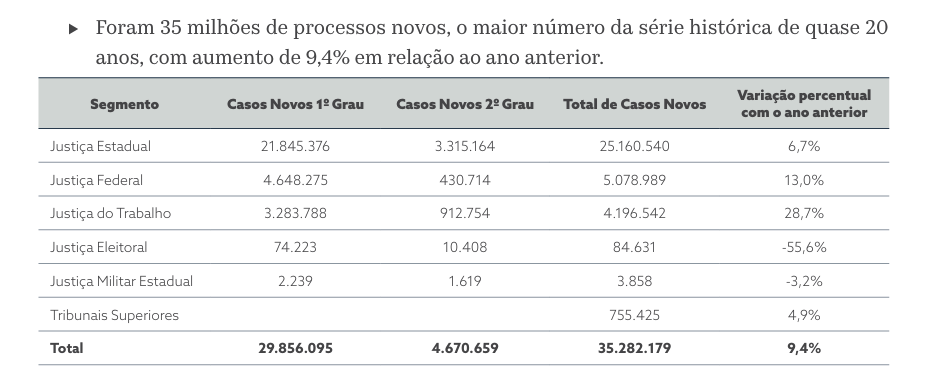 ▶ Foram 35 milhões de processos novos, o maior número da série histórica de quase 20
anos, com aumento de 9,4% em relação ao ano anterior.
Segmento Casos Novos 1º Grau Casos Novos 2º Grau Total de Casos Novos Variação percentual
com o ano anterior
Justiça Estadual 21.845.376 3.315.164 25.160.540 6,7%
Justiça Federal 4.648.275 430.714 5.078.989 13,0%
Justiça do Trabalho 3.283.788 912.754 4.196.542 28,7%
Justiça Eleitoral 74.223 10.408 84.631 -55,6%
Justiça Militar Estadual 2.239 1.619 3.858 -3,2%
Tribunais Superiores 755.425 4,9%
Total 29.856.095 4.670.659 35.282.179 9,4%